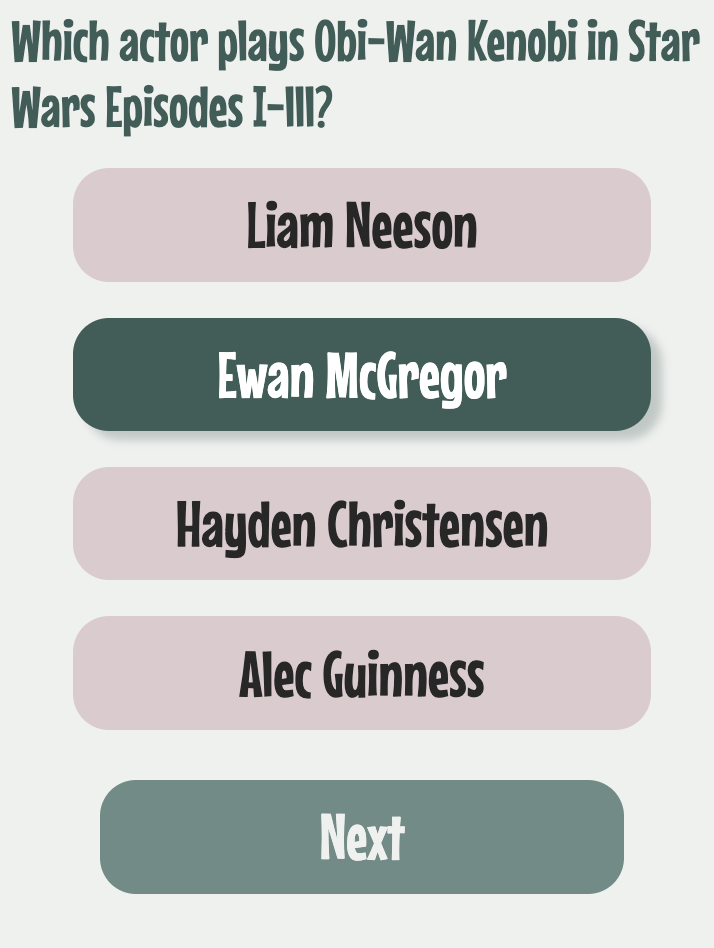 Which actor plays Obi-Wan Kenobi in Star
Wars Episodes I-III?
Liam Neeson
Ewan McGregor
Hayden Christensen
Alec Guinness
Next